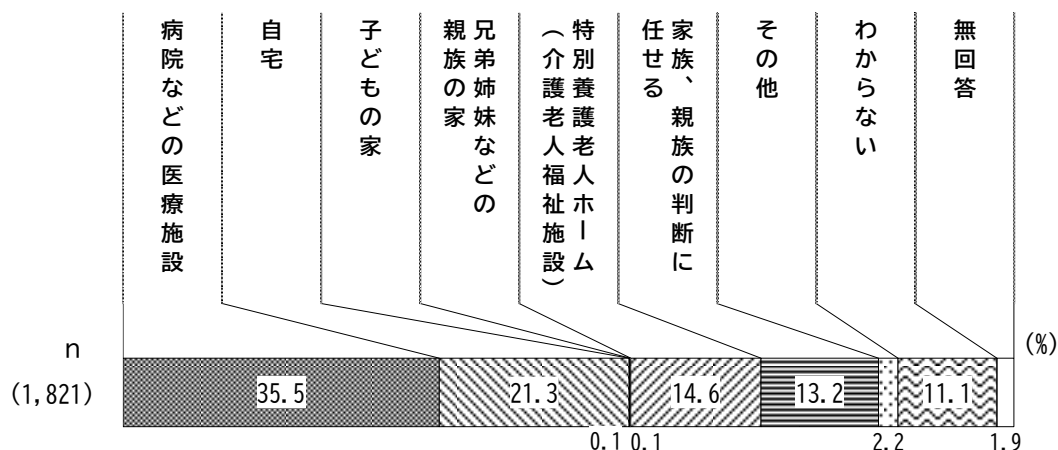 病院などの医療施設
自宅
子どもの家
兄弟姉妹などの
親族の家
特別養護老人ホーム
（介護老人福祉施設）
家族、親族の判断に
任せる
その他
わからない
無回答
(%)
n
(1,821)
35.5
21.3
14.6
13.2
11.1
0.1
0.1
2.2
1.9